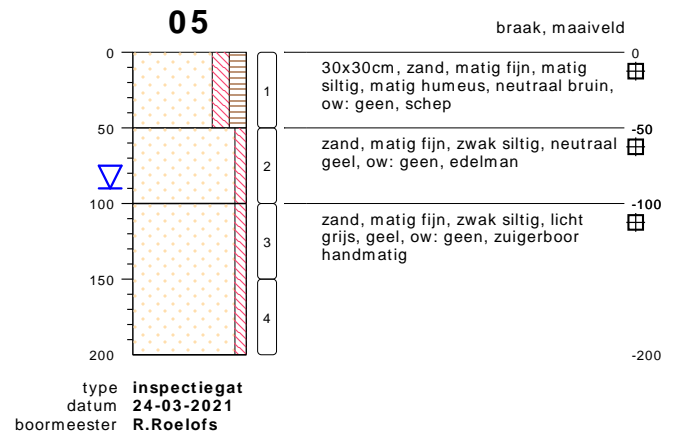 05
braak, maaiveld
0
0
30x30cm, zand, matig fijn, matig
siltig, matig humeus, neutraal bruin,
ow: geen, schep
1
50
-50
zand, matig fijn, zwak siltig, neutraal
geel, ow: geen, edelman
2
100
-100
zand, matig fijn, zwak siltig, licht
grijs, geel, ow: geen, zuigerboor
handmatig
3
150
4
200
-200
type inspectiegat
datum 24-03-2021
boormeester R.Roelofs